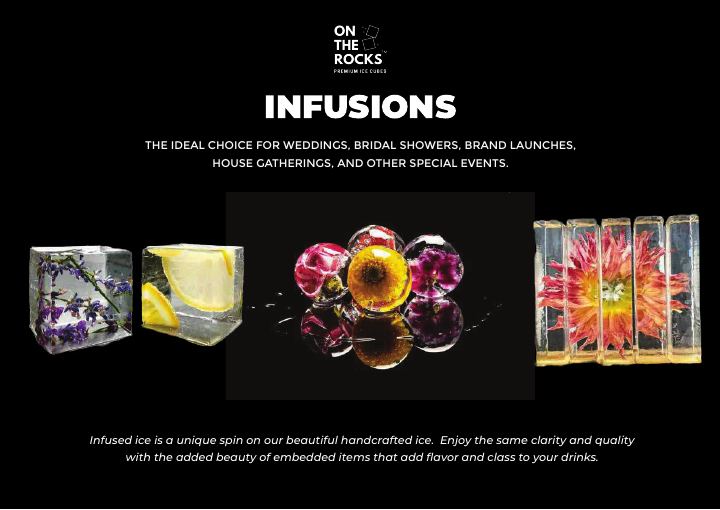 ON
THE
ROCKS
PREMIUM ICE CUBES
INFUSIONS
THE IDEAL CHOICE FOR WEDDINGS, BRIDAL SHOWERS, BRAND LAUNCHES,
HOUSE GATHERINGS, AND OTHER SPECIAL EVENTS.
Infused ice is a unique spin on our beautiful handcrafted ice. Enjoy the same clarity and quality
with the added beauty of embedded items that add flavor and class to your drinks.